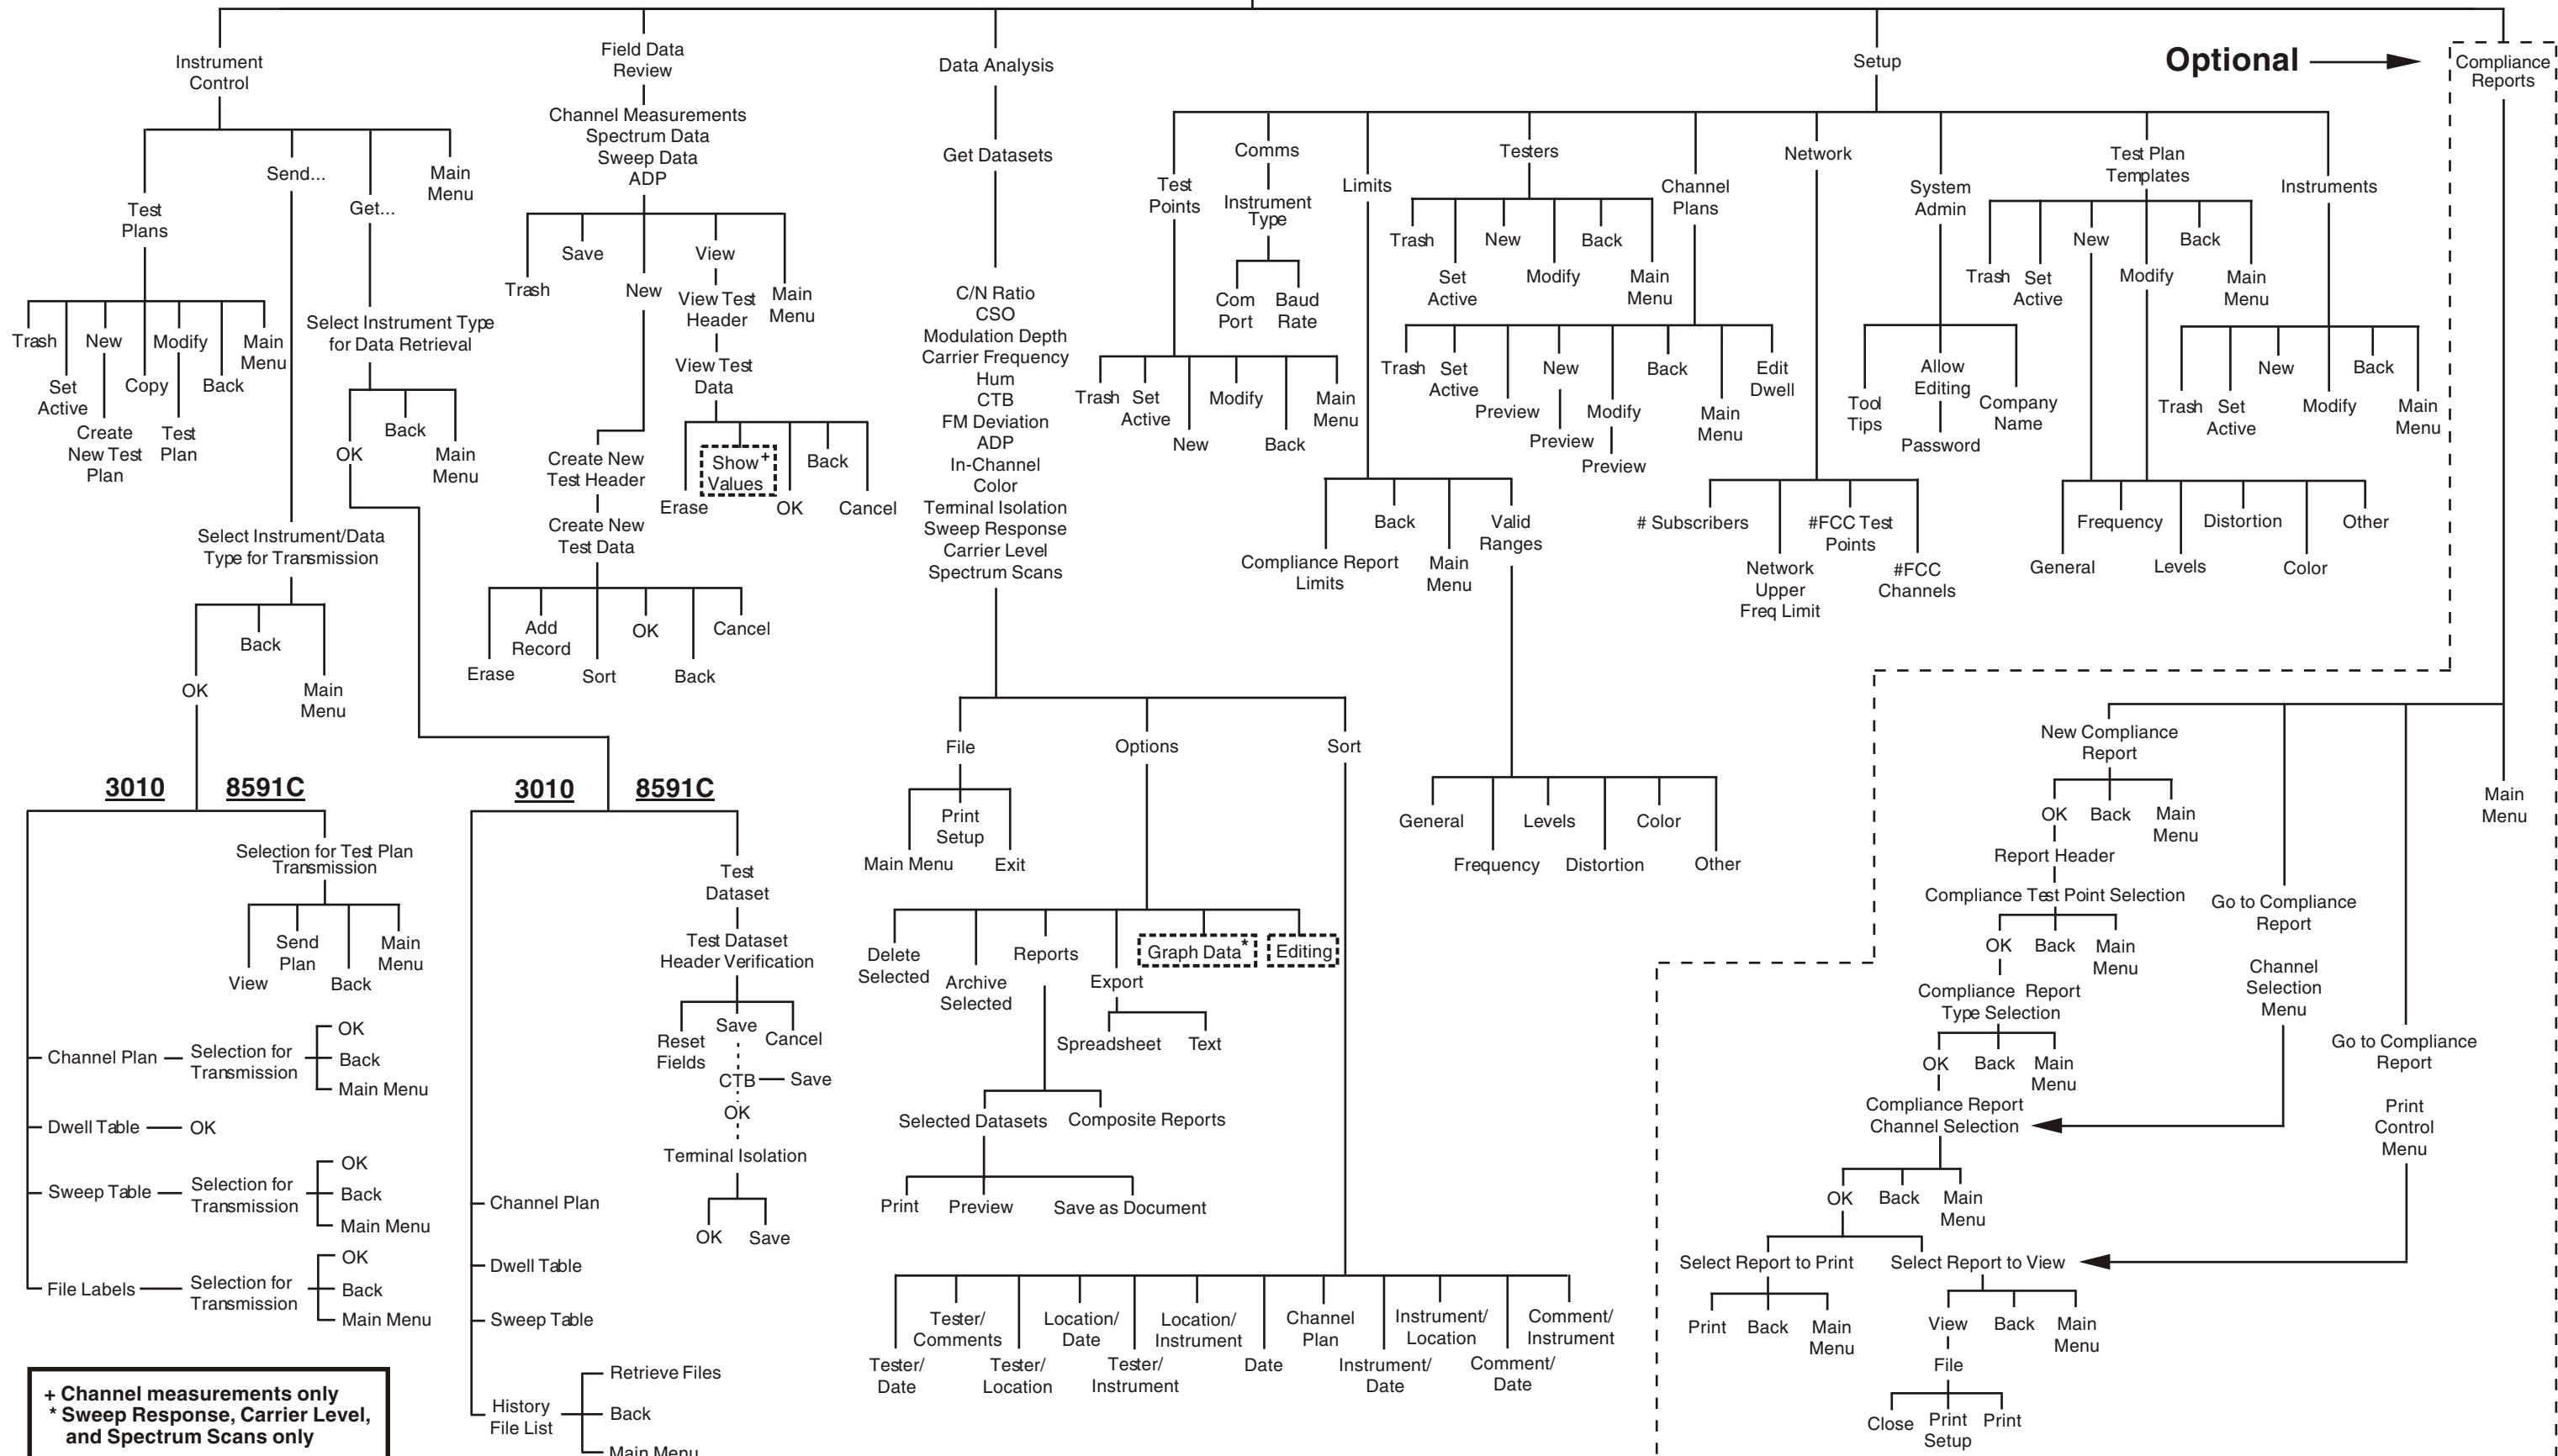 Instrument
Control
Test
Plans
Trash
Set
Active
New
Create
New Test
Plan
Copy
Modify
Test
Plan
Back
Main
Menu
Send...
Select Instrument/Data
Type for Transmission
OK
Back
Main
Menu
3010
8591C
Selection for Test Plan
Transmission
View
Send
Plan
Back
Main
Menu
Channel Plan
Selection for
Transmission
OK
Back
Main Menu
Dwell Table
OK
Sweep Table
Selection for
Transmission
OK
Back
Main Menu
File Labels
Selection for
Transmission
OK
Back
Main Menu
Get...
Select Instrument Type
for Data Retrieval
OK
Back
Main
Menu
3010
8591C
Test
Dataset
Test Dataset
Header Verification
Reset
Fields
Save
Cancel
CTB
Save
OK
Terminal Isolation
OK
Save
Channel Plan
Dwell Table
Sweep Table
History
File List
Retrieve Files
Back
Main Menu
Main
Menu
Field Data
Review
Channel Measurements
Spectrum Data
Sweep Data
ADP
Trash
Save
New
Create New
Test Header
Create New
Test Data
Erase
Add
Record
Sort
OK
Back
Cancel
View
View Test
Header
View Test
Data
Erase
Show+
Values
OK
Back
Cancel
Main
Menu
Data Analysis
Get Datasets
C/N Ratio
CSO
Modulation Depth
Carrier Frequency
Hum
CTB
FM Deviation
ADP
In-Channel
Color
Terminal Isolation
Sweep Response
Carrier Level
Spectrum Scans
File
Main Menu
Print
Setup
Exit
Options
Delete
Selected
Archive
Selected
Reports
Selected Datasets
Print
Preview
Save as Document
Composite Reports
Export
Spreadsheet
Text
Graph Data*
Editing
Sort
Tester/
Date
Tester/
Comments
Tester/
Location
Location/
Date
Tester/
Instrument
Location/
Instrument
Date
Channel
Plan
Instrument/
Date
Instrument/
Location
Comment/
Date
Comment/
Instrument
Setup
Test
Points
Trash
Set
Active
New
Modify
Back
Main
Menu
Comms
Instrument
Type
Com
Port
Baud
Rate
Limits
Compliance Report
Limits
Back
Main
Menu
Valid
Ranges
General
Frequency
Levels
Distortion
Color
Other
Testers
Trash
Set
Active
New
Modify
Back
Main
Menu
Channel
Plans
Trash
Set
Active
Preview
New
Preview
Modify
Preview
Back
Main
Menu
Edit
Dwell
Network
# Subscribers
Network
Upper
Freq Limit
#FCC Test
Points
#FCC
Channels
System
Admin
Tool
Tips
Allow
Editing
Password
Company
Name
Test Plan
Templates
Trash
Set
Active
New
Modify
Back
Main
Menu
General
Frequency
Levels
Distortion
Color
Other
Instruments
Trash
Set
Active
New
Modify
Back
Main
Menu
Optional
Compliance
Reports
New Compliance
Report
OK
Back
Main
Menu
Report Header
Compliance Test Point Selection
OK
Back
Main
Menu
Compliance Report
Type Selection
OK
Back
Main
Menu
Compliance Report
Channel Selection
OK
Back
Main
Menu
Select Report to Print
Print
Back
Main
Menu
Select Report to View
View
Back
Main
Menu
File
Close
Print
Setup
Print
Go to Compliance
Report
Channel
Selection
Menu
Go to Compliance
Report
Print
Control
Menu
Main
Menu
+ Channel measurements only
* Sweep Response, Carrier Level,
and Spectrum Scans only